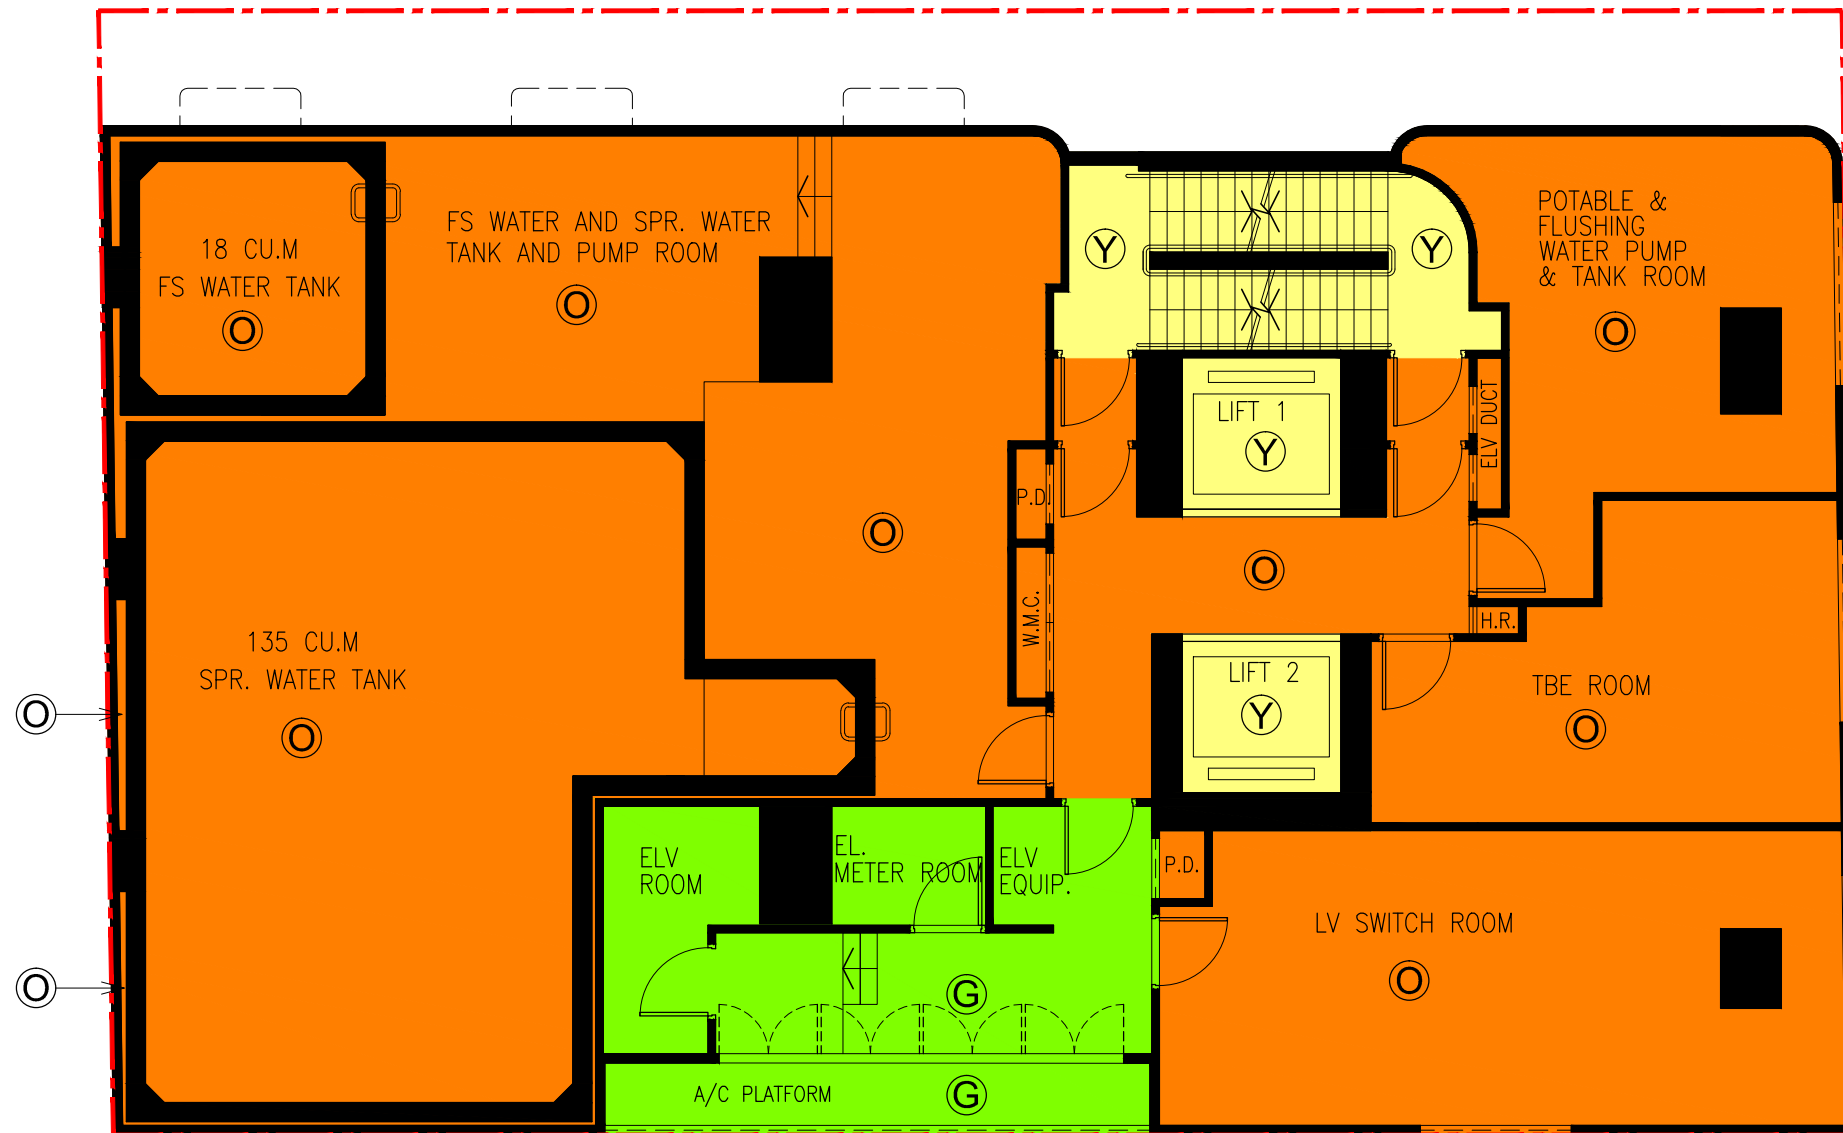 FS WATER AND SPR. WATER
TANK AND PUMP ROOM
O
18 CU.M
FS WATER TANK
O
Y
Y
POTABLE &
FLUSHING
WATER PUMP
& TANK ROOM
O
LIFT 1
Y
ELV DUCT
P.D.
O
O
W.M.C.
H.R.
135 CU.M
SPR. WATER TANK
O
O
LIFT 2
Y
TBE ROOM
O
ELV
ROOM
EL.
METER ROOM
ELV
EQUIP.
P.D.
LV SWITCH ROOM
O
O
G
A/C PLATFORM
G